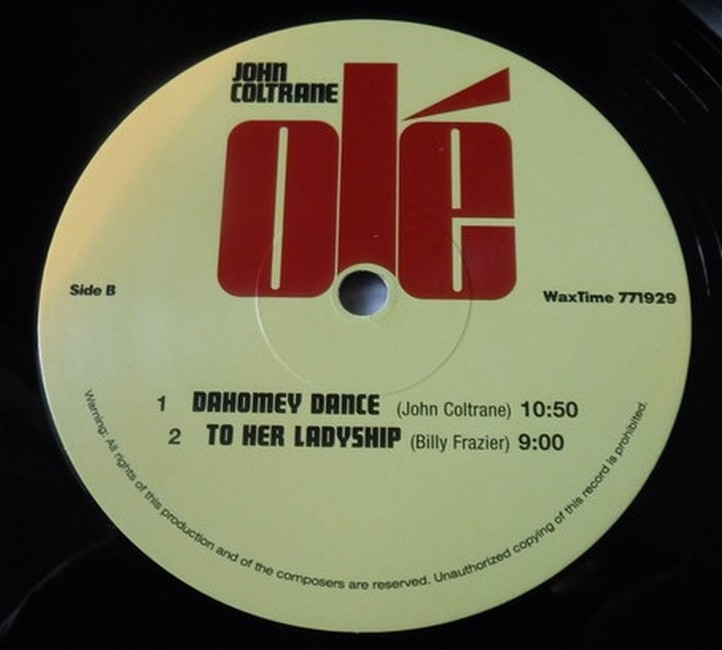 JOHN
COLTRANE
olé
Side B
WaxTime 771929
1 DAHOMEY DANCE (John Coltrane) 10:50
2 TO HER LADYSHIP (Billy Frazier) 9:00
Warning: All rights of this production and of the composers are reserved. Unauthorized copying of this record is prohibited.